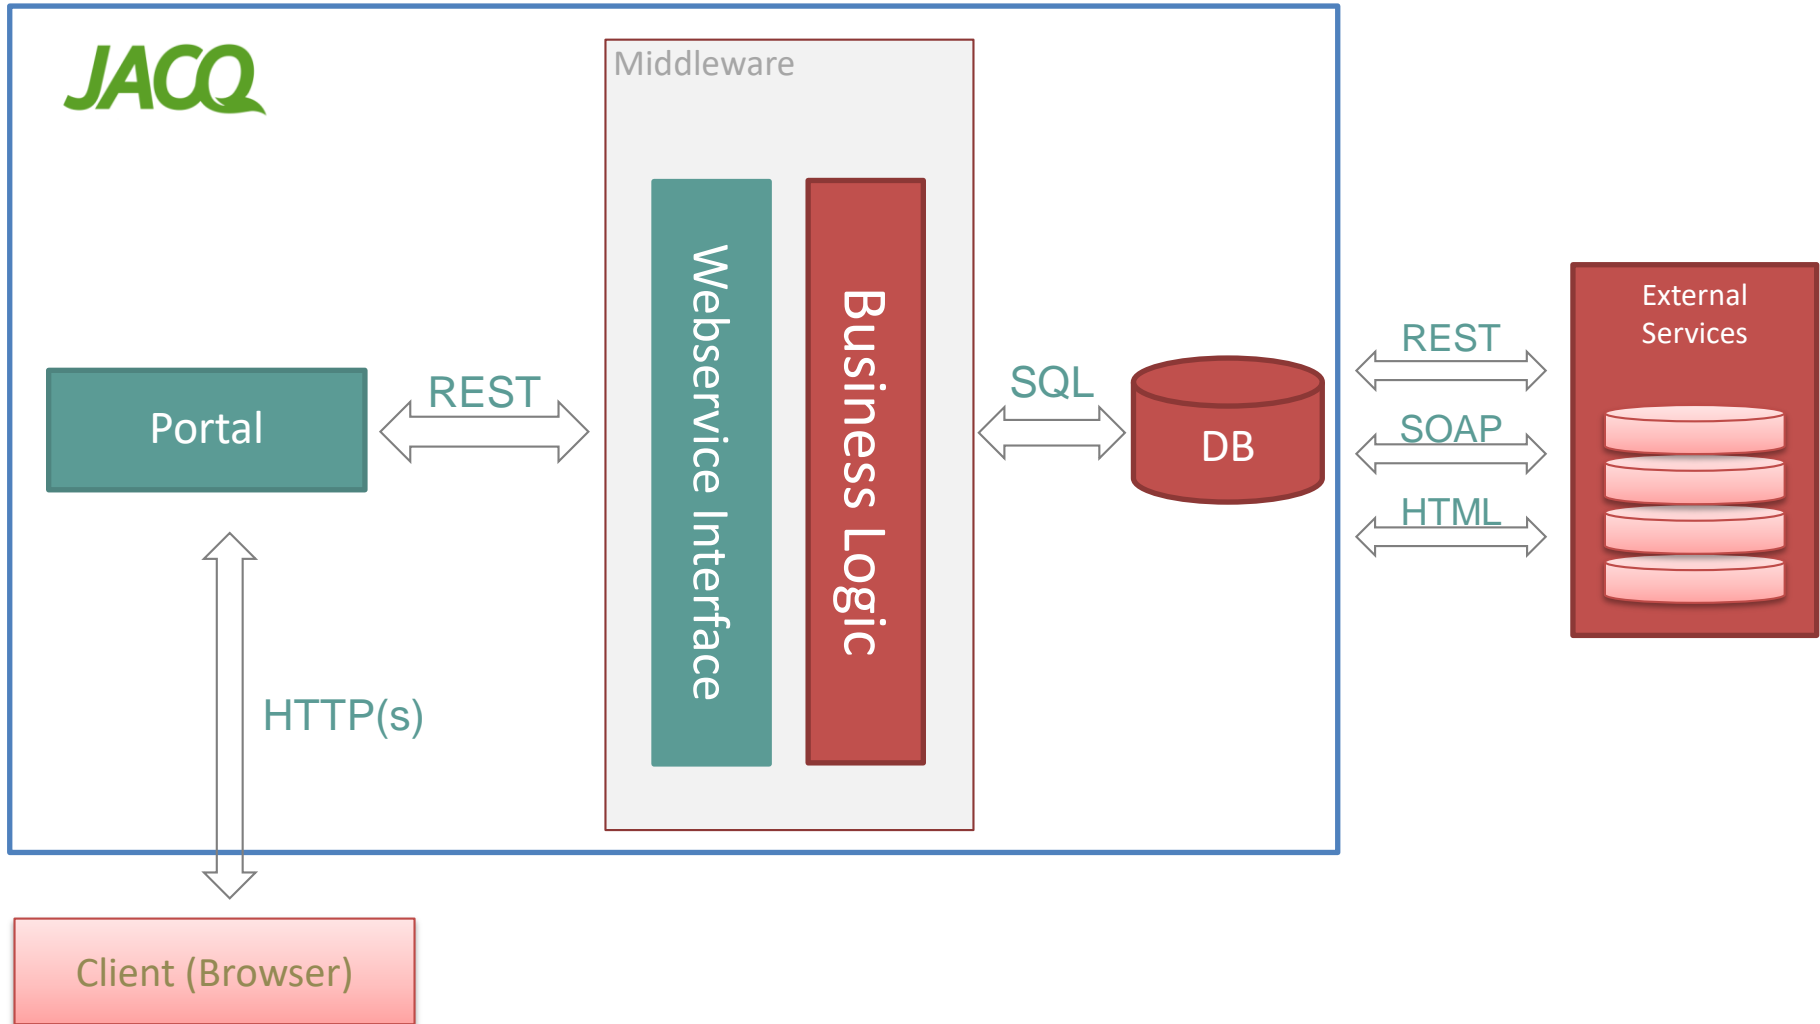 JACQ
Middleware
Webservice Interface
Business Logic
Portal
REST
SQL
DB
REST
SOAP
HTML
External
Services
HTTP(s)
Client (Browser)